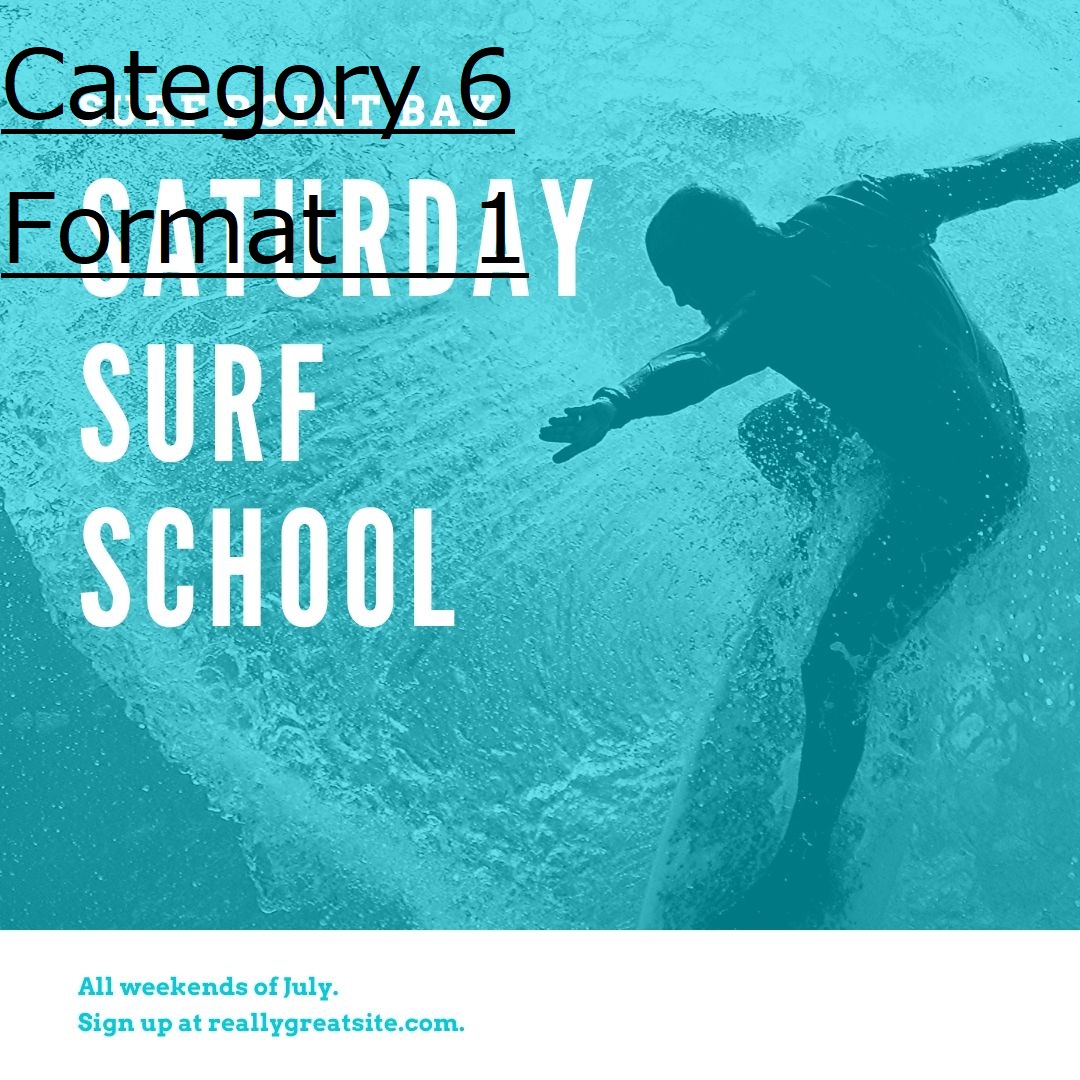 Category 6
SURF POINT BAY
Format 1
SATURDAY
SURF
SCHOOL
All weekends of July.
Sign up at reallygreatsite.com.